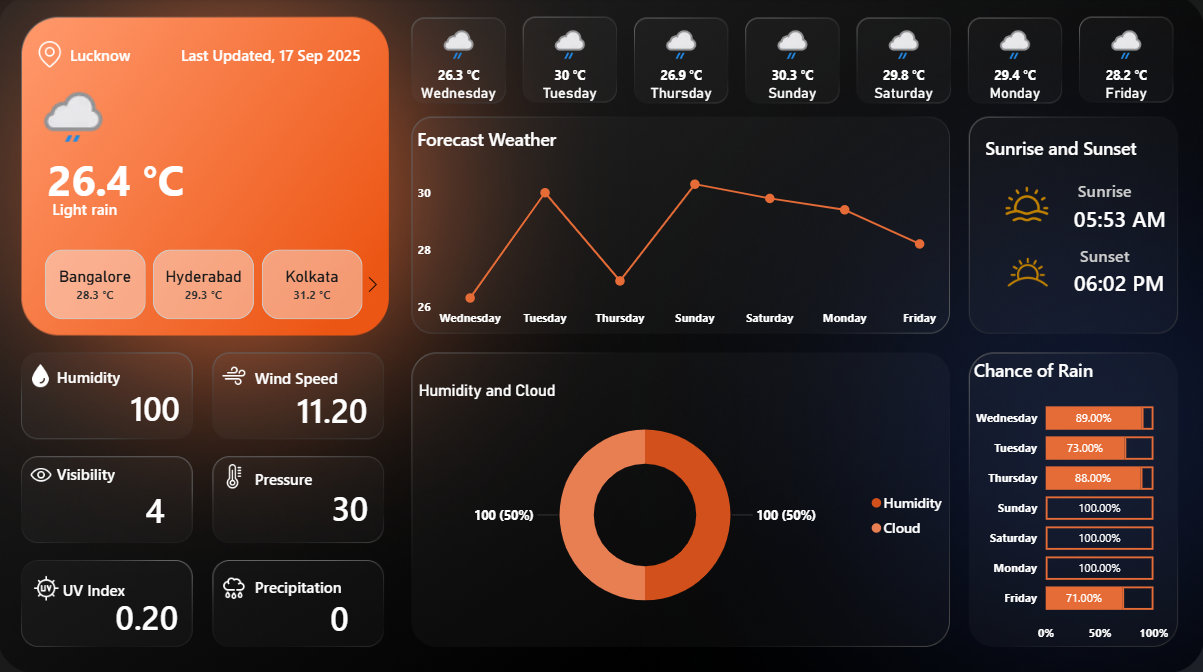 Lucknow
Last Updated, 17 Sep 2025
26.4 °C
Light rain
Bangalore
28.3 °C
Hyderabad
29.3 °C
Kolkata
31.2 °C
26.3 °C
Wednesday
30 °C
Tuesday
26.9 °C
Thursday
30.3 °C
Sunday
29.8 °C
Saturday
29.4 °C
Monday
28.2 °C
Friday
Forecast Weather
30
28
26
Wednesday
Tuesday
Thursday
Sunday
Saturday
Monday
Friday
Sunrise and Sunset
Sunrise
05:53 AM
Sunset
06:02 PM
Humidity
100
Wind Speed
11.20
Visibility
4
Pressure
30
UV
UV Index
0.20
Precipitation
0
Humidity and Cloud
100 (50%)
100 (50%)
Humidity
Cloud
Chance of Rain
Wednesday 89.00%
Tuesday 73.00%
Thursday 88.00%
Sunday 100.00%
Saturday 100.00%
Monday 100.00%
Friday 71.00%
0% 50% 100%